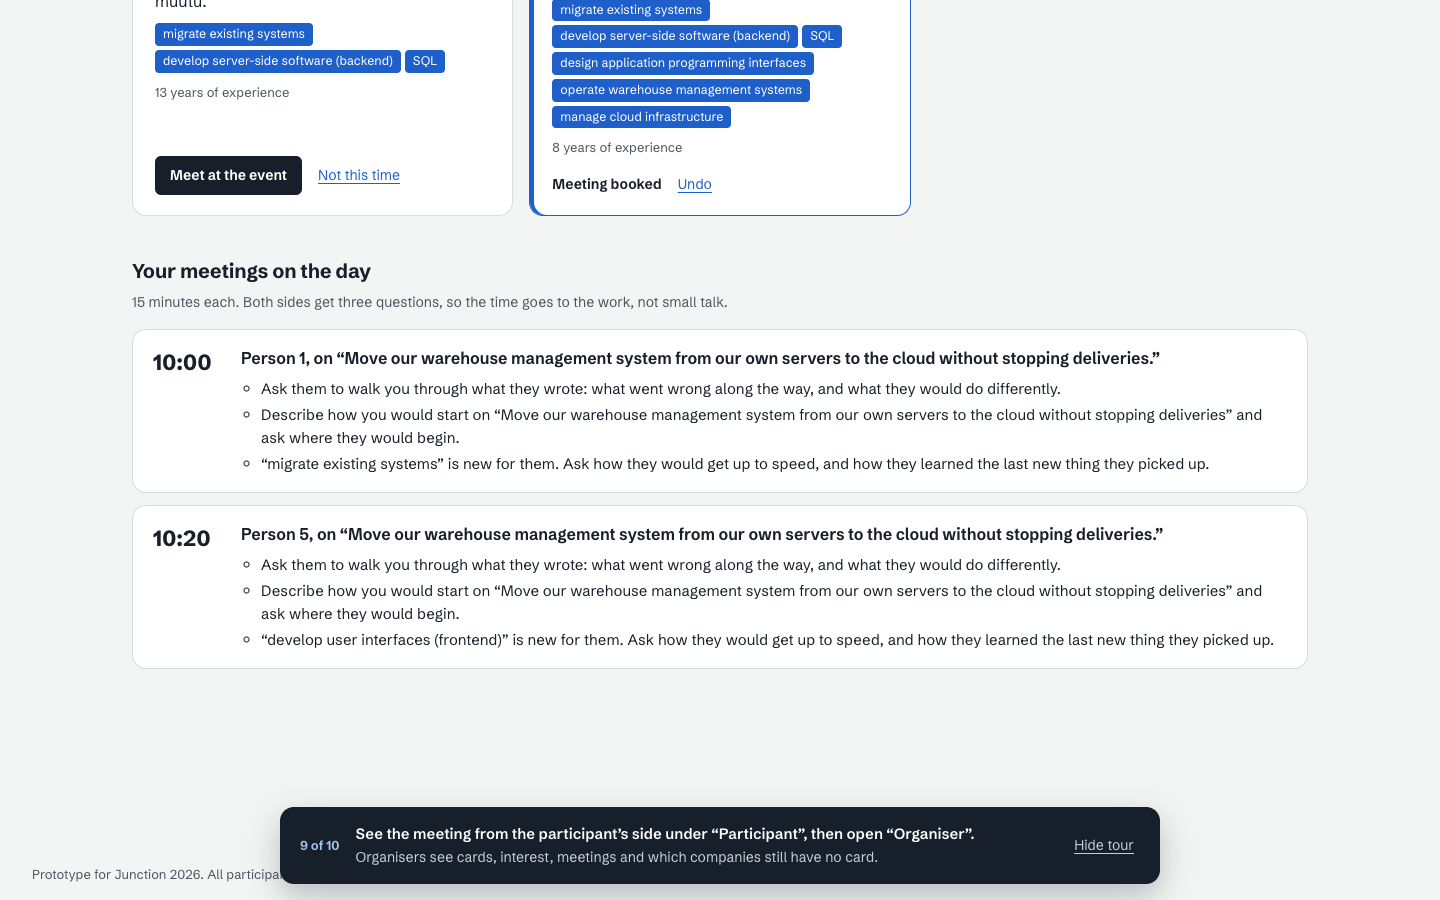 migrate existing systems
develop server-side software (backend) SQL
13 years of experience
Meet at the event Not this time
migrate existing systems
develop server-side software (backend) SQL
design application programming interfaces
operate warehouse management systems
manage cloud infrastructure
8 years of experience
Meeting booked Undo
Your meetings on the day
15 minutes each. Both sides get three questions, so the time goes to the work, not small talk.
10:00
Person 1, on “Move our warehouse management system from our own servers to the cloud without stopping deliveries.”
Ask them to walk you through what they wrote: what went wrong along the way, and what they would do differently.
Describe how you would start on “Move our warehouse management system from our own servers to the cloud without stopping deliveries” and
ask where they would begin.
“migrate existing systems” is new for them. Ask how they would get up to speed, and how they learned the last new thing they picked up.
10:20
Person 5, on “Move our warehouse management system from our own servers to the cloud without stopping deliveries.”
Ask them to walk you through what they wrote: what went wrong along the way, and what they would do differently.
Describe how you would start on “Move our warehouse management system from our own servers to the cloud without stopping deliveries” and
ask where they would begin.
“develop user interfaces (frontend)” is new for them. Ask how they would get up to speed, and how they learned the last new thing they picked up.
9 of 10
See the meeting from the participant’s side under “Participant”, then open “Organiser”.
Organisers see cards, interest, meetings and which companies still have no card.
Hide tour
Prototype for Junction 2026. All